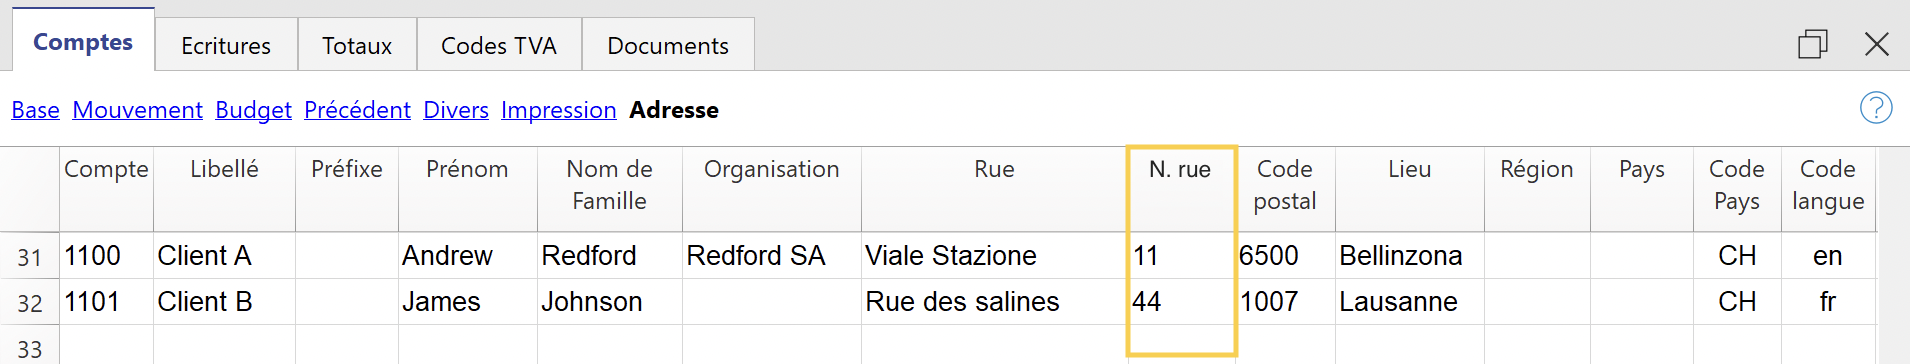 Comptes Ecritures Totaux Codes TVA Documents
Base Mouvement Budget Précédent Divers Impression Adresse ?
Compte Libellé Préfixe Prénom Nom de Famille Organisation Rue N. rue Code postal Lieu Région Pays Code Pays Code langue
31 1100 Client A Andrew Redford Redford SA Viale Stazione 11 6500 Bellinzona CH en
32 1101 Client B James Johnson Rue des salines 44 1007 Lausanne CH fr
33